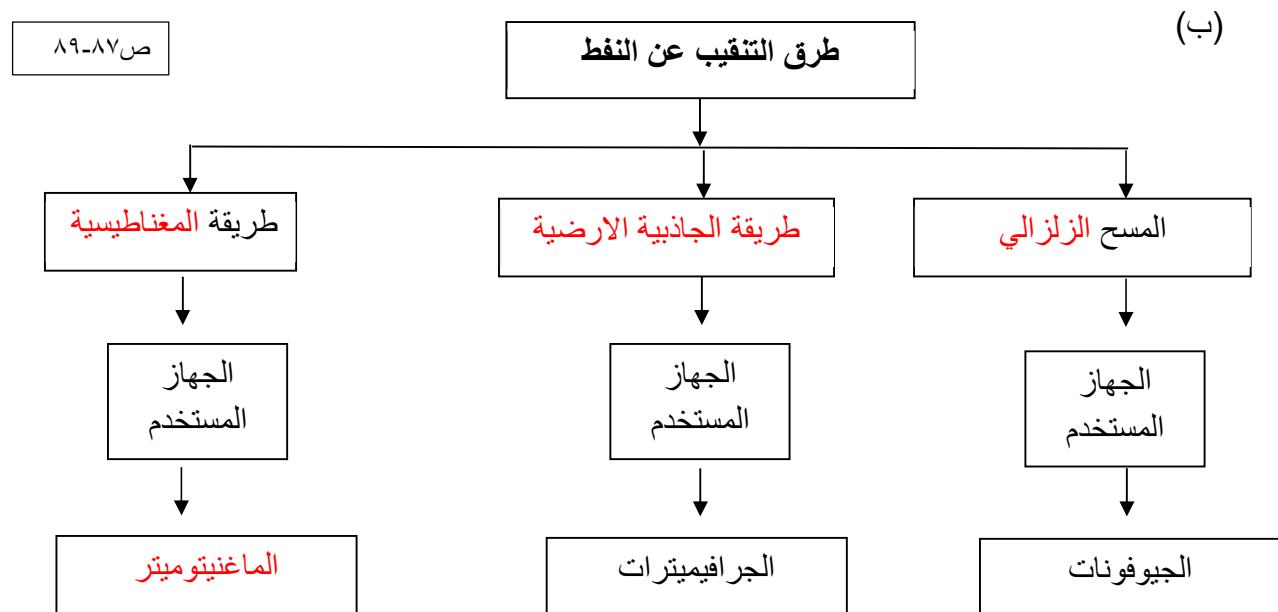 (ب)
طرق التنقيب عن النفط
ص٨٧-٨٩
المسح الزلزالي
طريقة الجاذبية الارضية
طريقة المغناطيسية
الجهاز
المستخدم
الجهاز
المستخدم
الجهاز
المستخدم
الجيوفونات
الجرافيميترات
الماغنيتوميتر